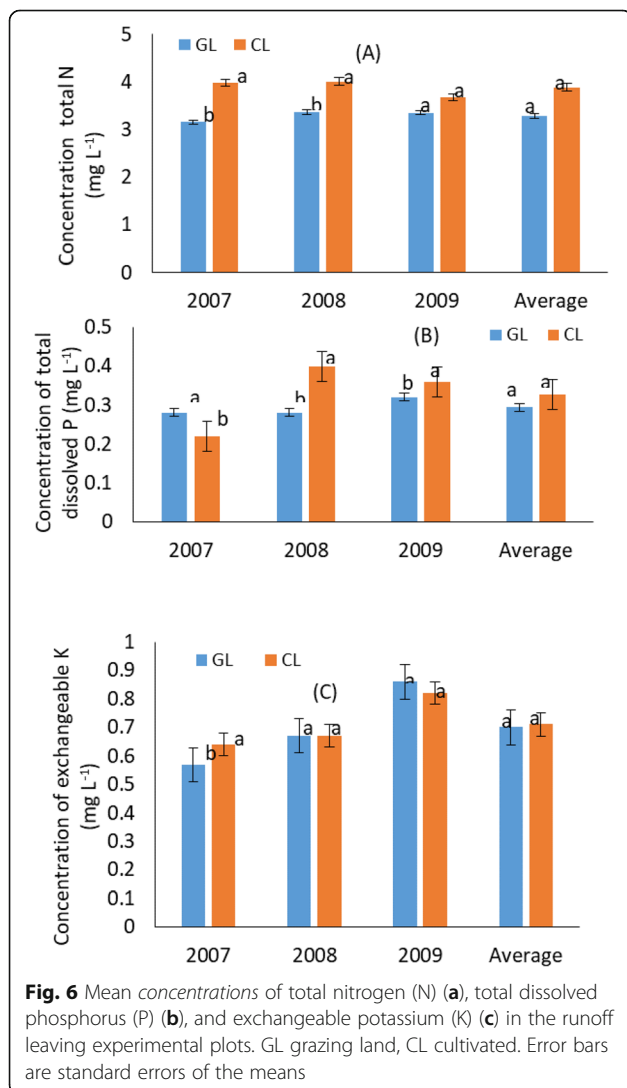 5
4
3
2
1
0
Concentration total N
(mg L-1)
GL CL
(A)
b a b a a a a a
2007 2008 2009 Average
0.5
0.4
0.3
0.2
0.1
0
Concentration of total
dissolved P (mg L-1)
(B)
GL CL
a b b a b a a a
2007 2008 2009 Average
1
0.9
0.8
0.7
0.6
0.5
0.4
0.3
0.2
0.1
0
Concentration of exchangeable K
(mg L-1)
GL CL
(C)
b a a a a a a a
2007 2008 2009 Average
Fig. 6 Mean concentrations of total nitrogen (N) (a), total dissolved
phosphorus (P) (b), and exchangeable potassium (K) (c) in the runoff
leaving experimental plots. GL grazing land, CL cultivated. Error bars
are standard errors of the means